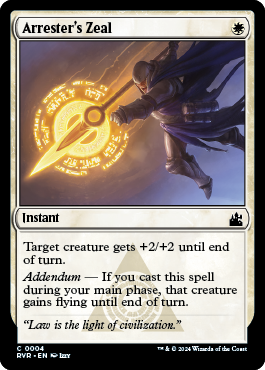 Arrester's Zeal
Instant
Target creature gets +2/+2 until end
of turn.
Addendum — If you cast this spell
during your main phase, that creature
gains flying until end of turn.
"Law is the light of civilization."
C 0004
™ & © 2024 Wizards of the Coast
RVR • EN Izzy